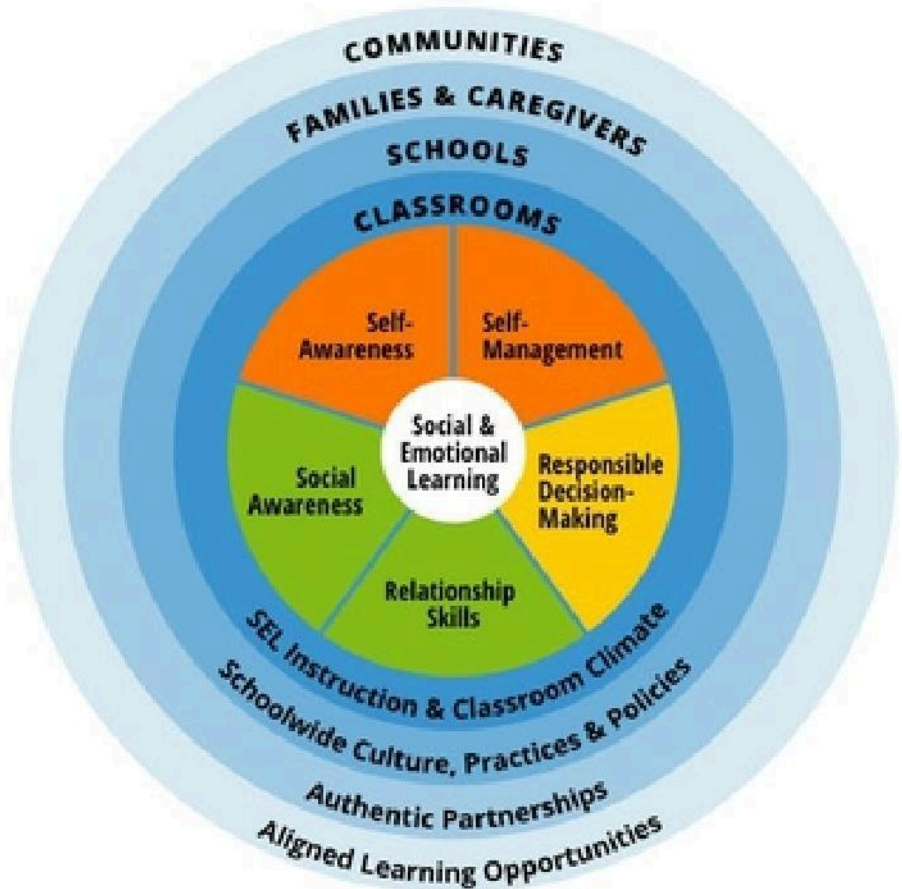 COMMUNITIES
FAMILIES & CAREGIVERS
SCHOOLS
CLASSROOMS
Self-
Awareness
Self-
Management
Social &
Emotional
Learning
Social
Awareness
Responsible
Decision-
Making
Relationship
Skills
SEL Instruction & Classroom Climate
Schoolwide Culture, Practices & Policies
Authentic Partnerships
Aligned Learning Opportunities